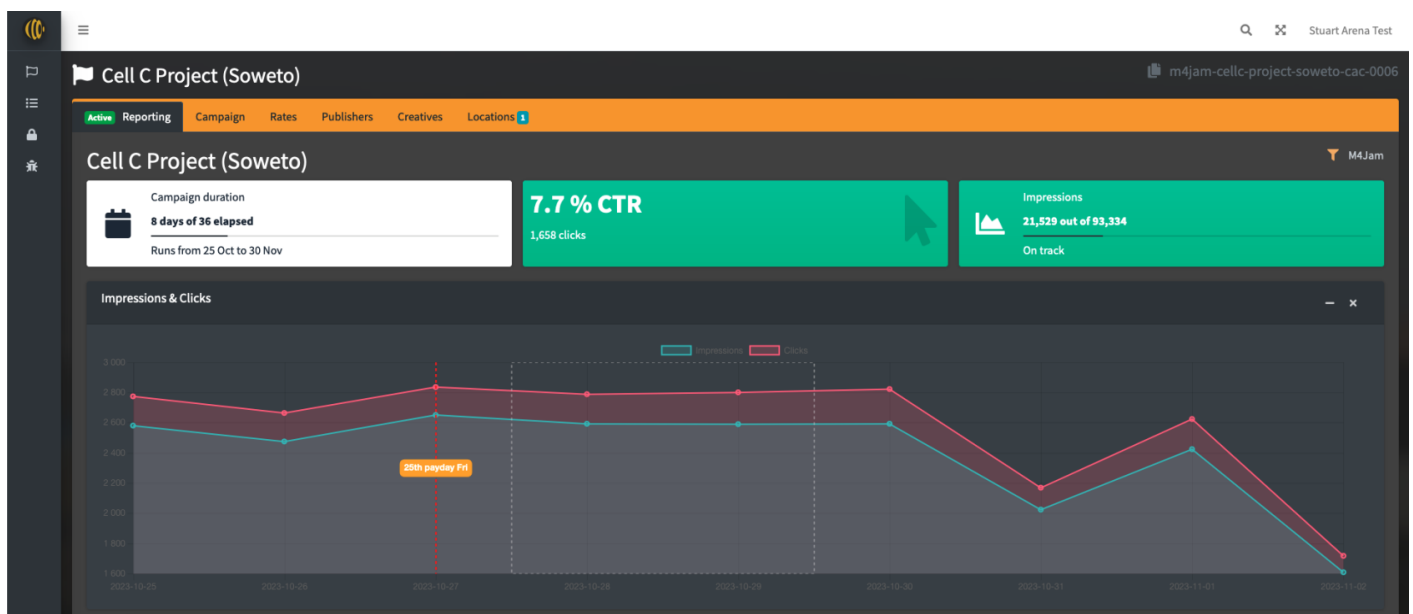 Stuart Arena Test
Cell C Project (Soweto)
m4jam-cellc-project-soweto-cac-0006
Active Reporting Campaign Rates Publishers Creatives Locations 1
Cell C Project (Soweto)
M4Jam
Campaign duration
8 days of 36 elapsed
Runs from 25 Oct to 30 Nov
7.7 % CTR
1,658 clicks
Impressions
21,529 out of 93,334
On track
Impressions & Clicks
Impressions Clicks
3 000
2 800
2 600
2 400
2 200
2 000
1 800
1 600
25th payday Fri
2023-10-25 2023-10-26 2023-10-27 2023-10-28 2023-10-29 2023-10-30 2023-10-31 2023-11-01 2023-11-02